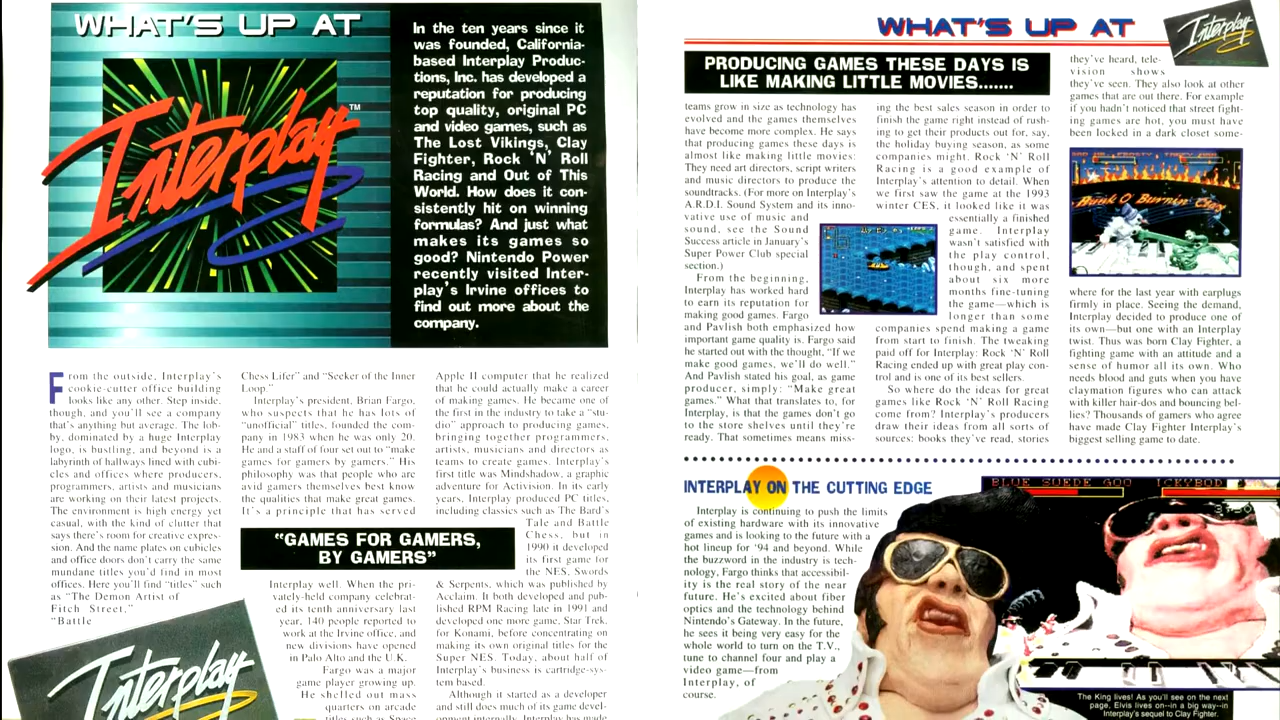 WHAT'S UP AT
Interplay™
In the ten years since it
was founded, California-
based Interplay Produc-
tions, Inc. has developed a
reputation for producing
top quality, original PC
and video games, such as
The Lost Vikings, Clay
Fighter, Rock 'N' Roll
Racing and Out of This
World. How does it con-
sistently hit on winning
formulas? And just what
makes its games so
good? Nintendo Power
recently visited Inter-
play's Irvine offices to
find out more about the
company.
From the outside, Interplay's
cookie-cutter office building
looks like any other. Step inside,
though, and you'll see a company
that's anything but average. The lob-
by, dominated by a huge Interplay
logo, is bustling, and beyond is a
labyrinth of hallways lined with cubi-
cles and offices where producers,
programmers, artists and musicians
are working on their latest projects.
The environment is high energy yet
casual, with the kind of clutter that
says there's room for creative expres-
sion. And the name plates on cubicles
and office doors don't carry the same
mundane titles you'd find in most
offices. Here you'll find "titles" such
as "The Demon Artist of
Fitch Street,"
"Battle
Interplay
Chess Lifer" and "Seeker of the Inner
Loop."
Interplay's president, Brian Fargo,
who suspects that he has lots of
"unofficial" titles, founded the com-
pany in 1983 when he was only 20.
He and a staff of four set out to "make
games for gamers by gamers." His
philosophy was that people who are
avid gamers themselves best know
the qualities that make great games.
It's a principle that has served
"GAMES FOR GAMERS,
BY GAMERS"
Interplay well. When the pri-
vately-held company celebrat-
ed its tenth anniversary last
year, 140 people reported to
work at the Irvine office, and
new divisions have opened
in Palo Alto and the U.K.
Fargo was a major
game player growing up.
He shelled out mass
quarters on arcade
titles such as Space
Apple II computer that he realized
that he could actually make a career
of making games. He became one of
the first in the industry to take a "stu-
dio" approach to producing games,
bringing together programmers,
artists, musicians and directors as
teams to create games. Interplay's
first title was Mindshadow, a graphic
adventure for Activision. In its early
years, Interplay produced PC titles,
including classics such as The Bard's
Tale and Battle
Chess, but in
1990 it developed
its first game for
the NES, Swords
& Serpents, which was published by
Acclaim. It both developed and pub-
lished RPM Racing late in 1991 and
developed one more game, Star Trek,
for Konami, before concentrating on
making its own original titles for the
Super NES. Today, about half of
Interplay's business is cartridge-sys-
tem based.
Although it started as a developer
and still does much of its game devel-
opment internally, Interplay has made
WHAT'S UP AT
Interplay
PRODUCING GAMES THESE DAYS IS
LIKE MAKING LITTLE MOVIES.......
teams grow in size as technology has
evolved and the games themselves
have become more complex. He says
that producing games these days is
almost like making little movies:
They need art directors, script writers
and music directors to produce the
soundtracks. (For more on Interplay's
A.R.D.I. Sound System and its inno-
vative use of music and
sound, see the Sound
Success article in January's
Super Power Club special
section.)
From the beginning,
Interplay has worked hard
to earn its reputation for
making good games. Fargo
and Pavlish both emphasized how
important game quality is. Fargo said
he started out with the thought, "If we
make good games, we'll do well."
And Pavlish stated his goal, as game
producer, simply: "Make great
games." What that translates to, for
Interplay, is that the games don't go
to the store shelves until they're
ready. That sometimes means miss-
ing the best sales season in order to
finish the game right instead of rush-
ing to get their products out for, say,
the holiday buying season, as some
companies might. Rock 'N' Roll
Racing is a good example of
Interplay's attention to detail. When
we first saw the game at the 1993
winter CES, it looked like it was
essentially a finished
game. Interplay
wasn't satisfied with
the play control,
though, and spent
about six more
months fine-tuning
the game—which is
longer than some
companies spend making a game
from start to finish. The tweaking
paid off for Interplay: Rock 'N' Roll
Racing ended up with great play con-
trol and is one of its best sellers.
So where do the ideas for great
games like Rock 'N' Roll Racing
come from? Interplay's producers
draw their ideas from all sorts of
sources: books they've read, stories
they've heard, tele-
vision shows
they've seen. They also look at other
games that are out there. For example
if you hadn't noticed that street fight-
ing games are hot, you must have
been locked in a dark closet some-
Bonk O' Burnin' Clay
where for the last year with earplugs
firmly in place. Seeing the demand,
Interplay decided to produce one of
its own—but one with an Interplay
twist. Thus was born Clay Fighter, a
fighting game with an attitude and a
sense of humor all its own. Who
needs blood and guts when you have
claymation figures who can attack
with killer hair-dos and bouncing bel-
lies? Thousands of gamers who agree
have made Clay Fighter Interplay's
biggest selling game to date.
INTERPLAY ON THE CUTTING EDGE
Interplay is continuing to push the limits
of existing hardware with its innovative
games and is looking to the future with a
hot lineup for '94 and beyond. While
the buzzword in the industry is tech-
nology, Fargo thinks that accessibil-
ity is the real story of the near
future. He's excited about fiber
optics and the technology behind
Nintendo's Gateway. In the future,
he sees it being very easy for the
whole world to turn on the T.V.,
tune to channel four and play a
video game—from
Interplay, of
course.
BLUE SUEDE GOO
ICKYBOD
The King lives! As you'll see on the next
page, Elvis lives on--in a big way--in
Interplay's sequel to Clay Fighter.